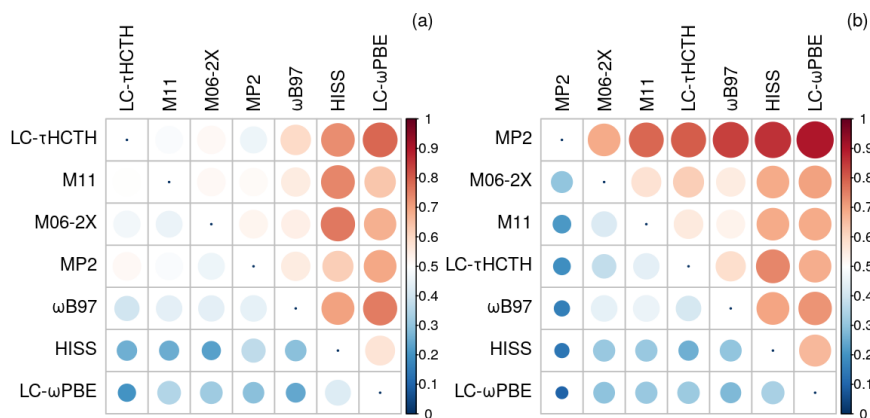 (a)
LC-τHCTH M11 M06-2X MP2 ωB97 HISS LC-ωPBE
LC-τHCTH
M11
M06-2X
MP2
ωB97
HISS
LC-ωPBE
1
0.9
0.8
0.7
0.6
0.5
0.4
0.3
0.2
0.1
0
(b)
MP2 M06-2X M11 LC-τHCTH ωB97 HISS LC-ωPBE
MP2
M06-2X
M11
LC-τHCTH
ωB97
HISS
LC-ωPBE
1
0.9
0.8
0.7
0.6
0.5
0.4
0.3
0.2
0.1
0